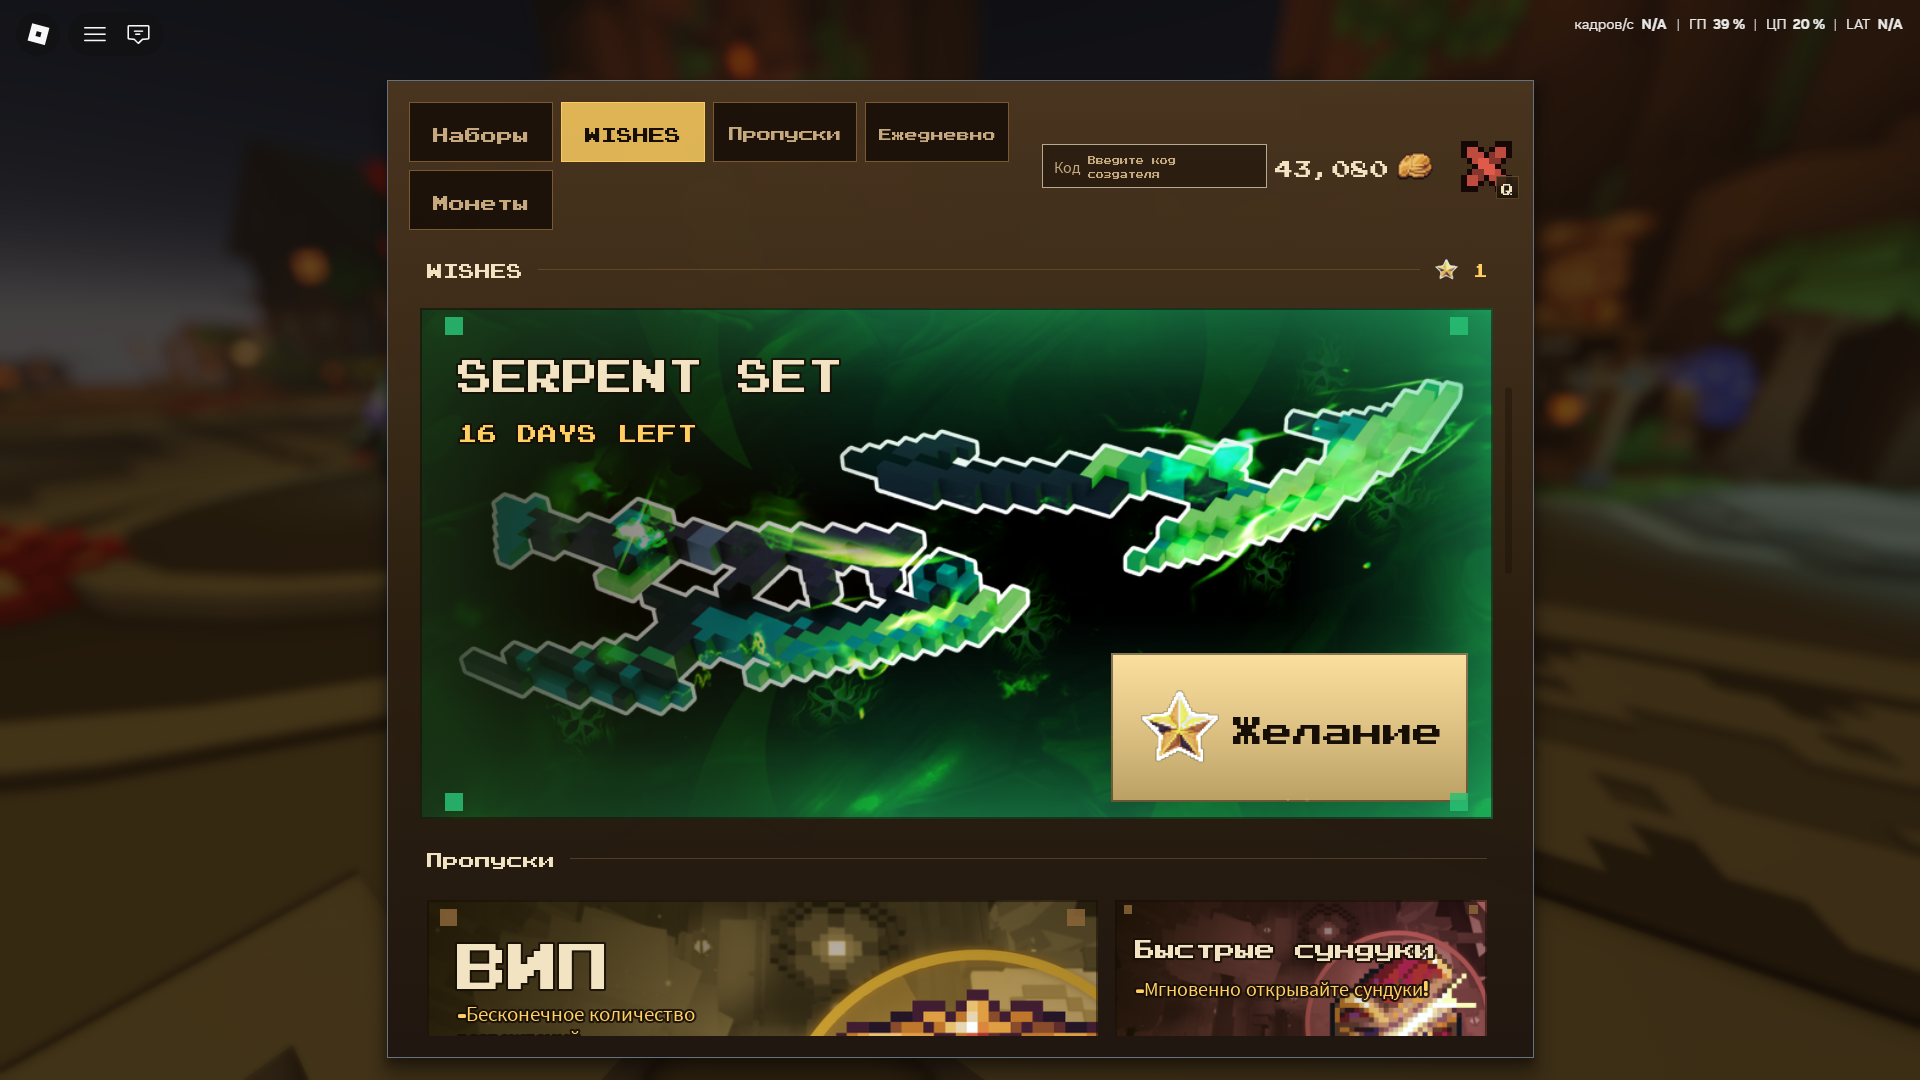 кадров/с N/A | ГП 39 % | ЦП 20 % | LAT N/A
Наборы
WISHES
Пропуски
Ежедневно
Монеты
Код
Введите код
создателя
43,080
Q
WISHES
1
SERPENT SET
16 DAYS LEFT
Желание
Пропуски
ВИП
-Бесконечное количество
Быстрые сундуки
-Мгновенно открывайте сундуки!